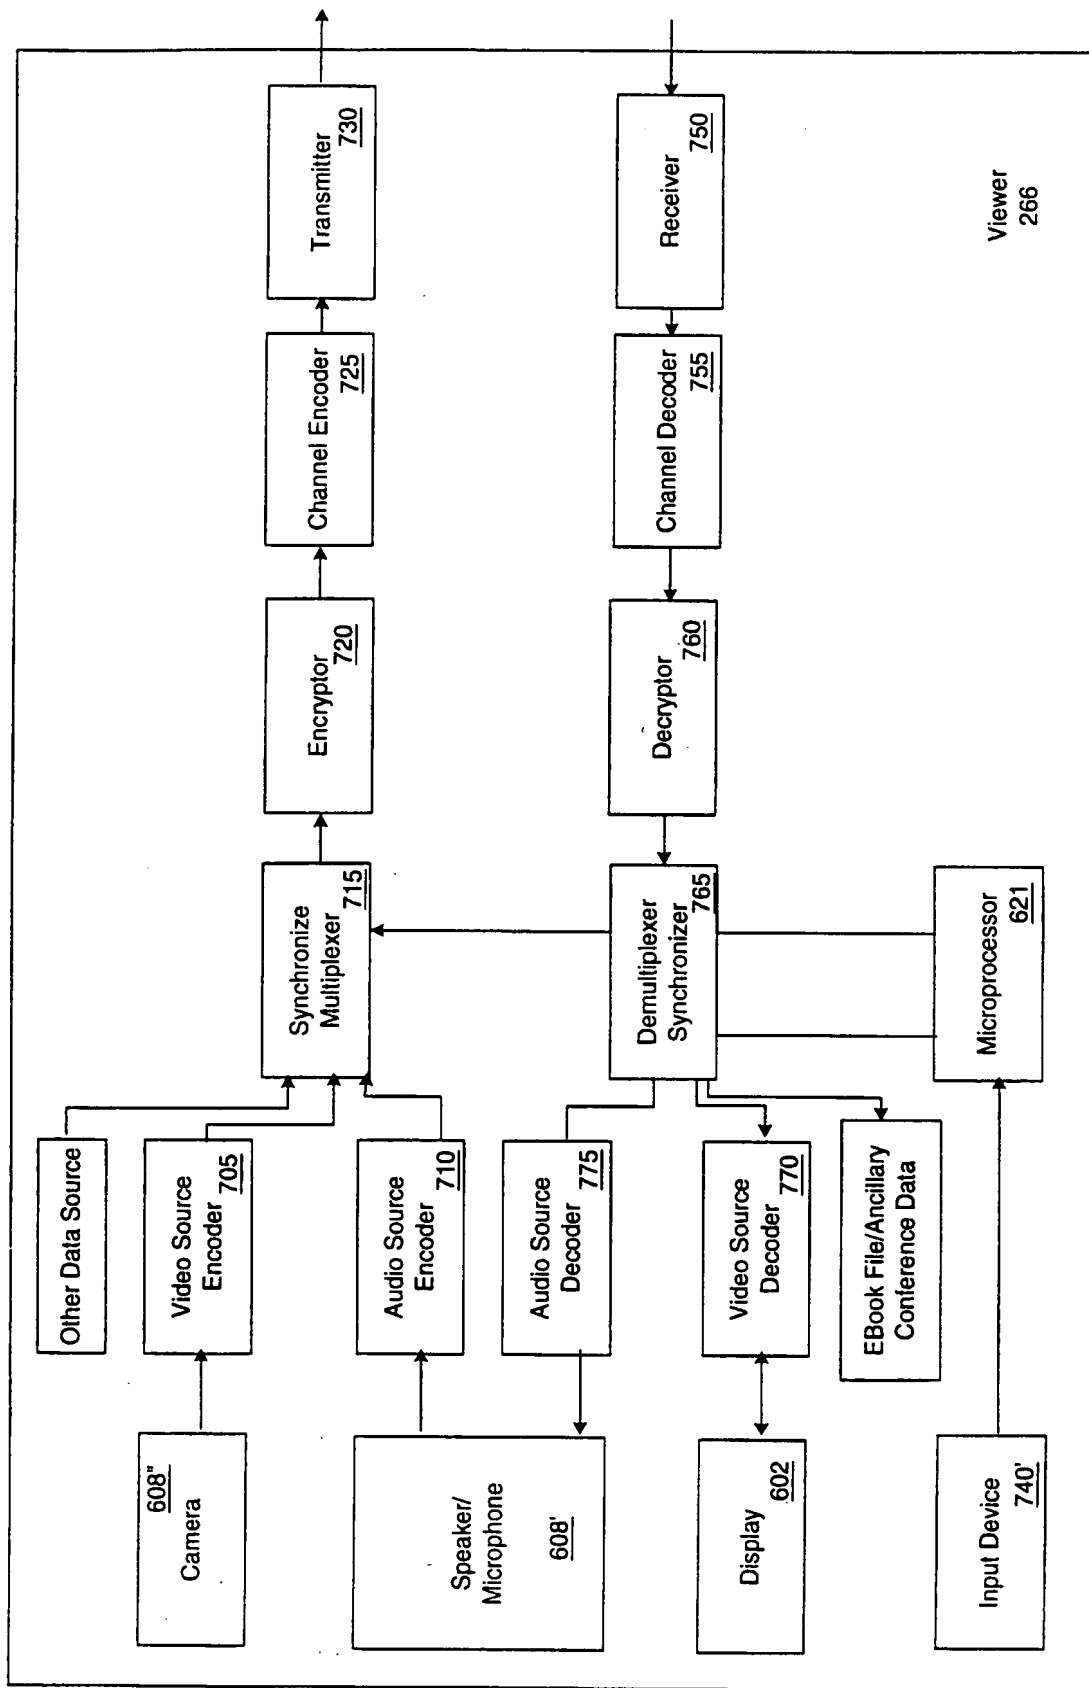 Camera
608"
Speaker/
Microphone
608'
Display
602
Input Device
740'
Other Data Source
Video Source
Encoder
705
Audio Source
Encoder
710
Audio Source
Decoder
775
Video Source
Decoder
770
EBook File/Ancillary
Conference Data
Synchronize
Multiplexer
715
Demultiplexer
Synchronizer
765
Microprocessor
621
Encryptor
720
Decryptor
760
Channel Encoder
725
Channel Decoder
755
Transmitter
730
Receiver
750
Viewer
266